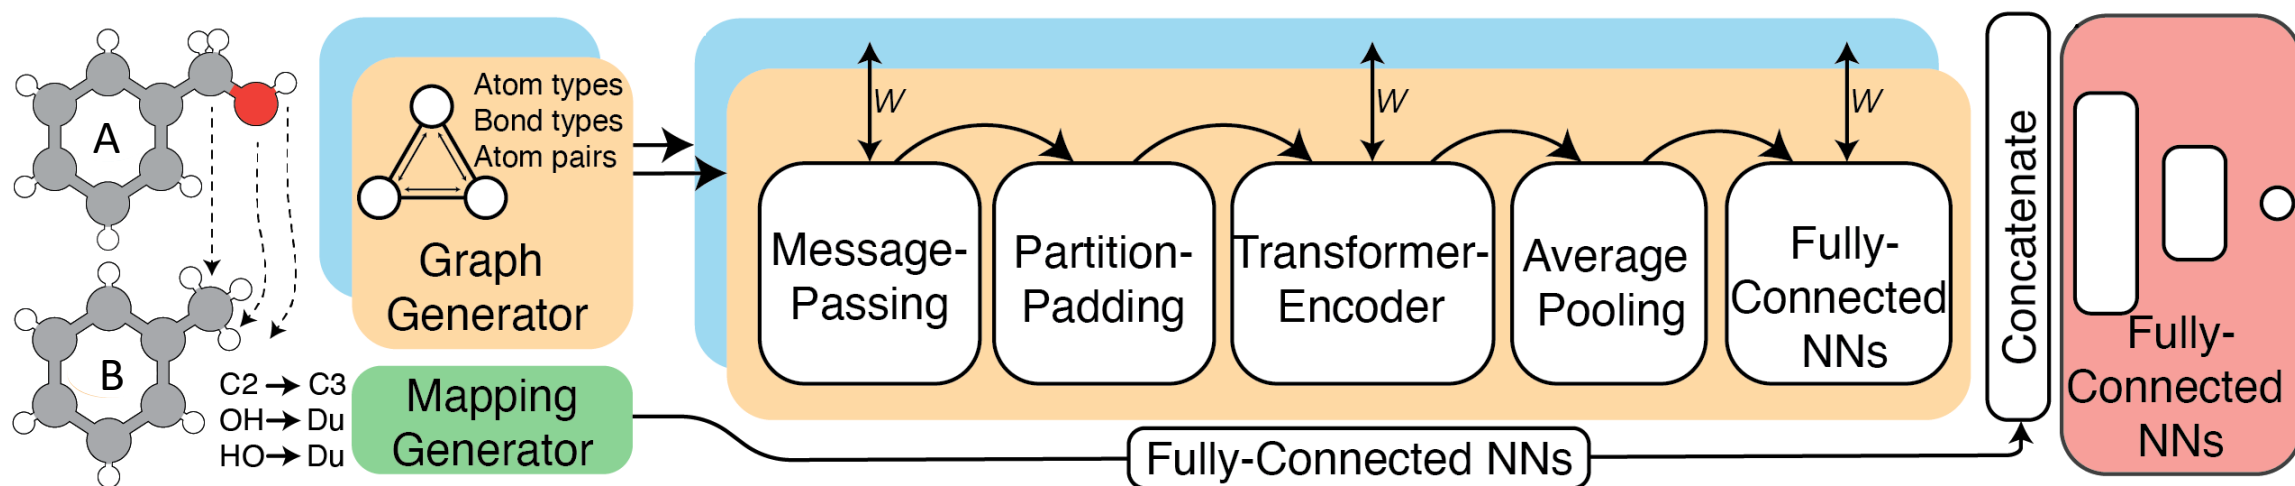 A
B
C2 → C3
OH → Du
HO → Du
Atom types
Bond types
Atom pairs
Graph
Generator
Mapping
Generator
W
W
W
Message-
Passing
Partition-
Padding
Transformer-
Encoder
Average
Pooling
Fully-
Connected
NNs
Fully-Connected NNs
Concatenate
Fully-
Connected
NNs